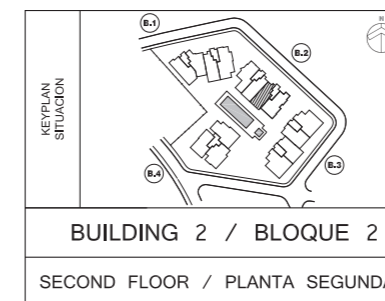 B.1
N
B.2
KEYPLAN
SITUACION
B.4
B.3
BUILDING 2 / BLOQUE 2
SECOND FLOOR / PLANTA SEGUNDA